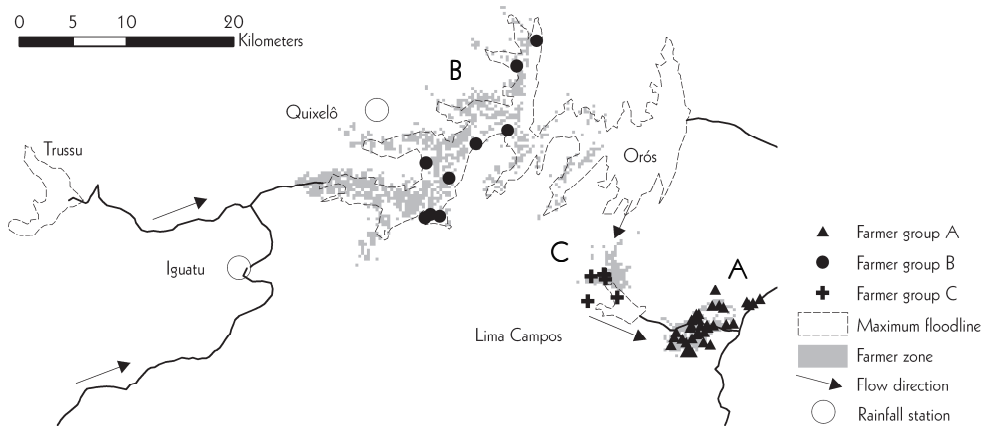 0 5 10 20
Kilometers
B
Quixelô
Trussu
Orós
Iguatu
C
A
Lima Campos
Farmer group A
Farmer group B
Farmer group C
Maximum floodline
Farmer zone
Flow direction
Rainfall station